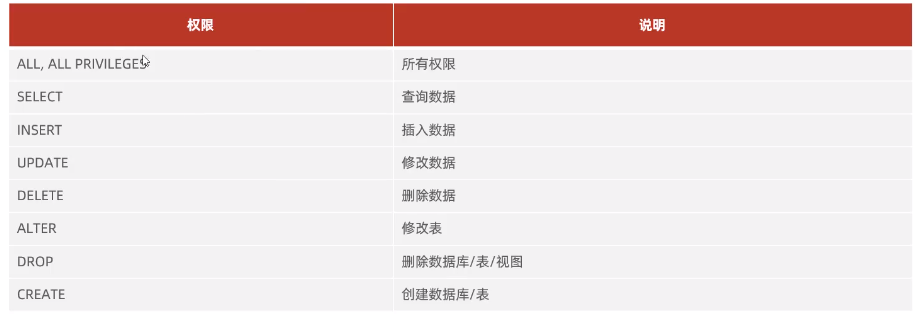 权限 说明
ALL, ALL PRIVILEGES 所有权限
SELECT 查询数据
INSERT 插入数据
UPDATE 修改数据
DELETE 删除数据
ALTER 修改表
DROP 删除数据库/表/视图
CREATE 创建数据库/表